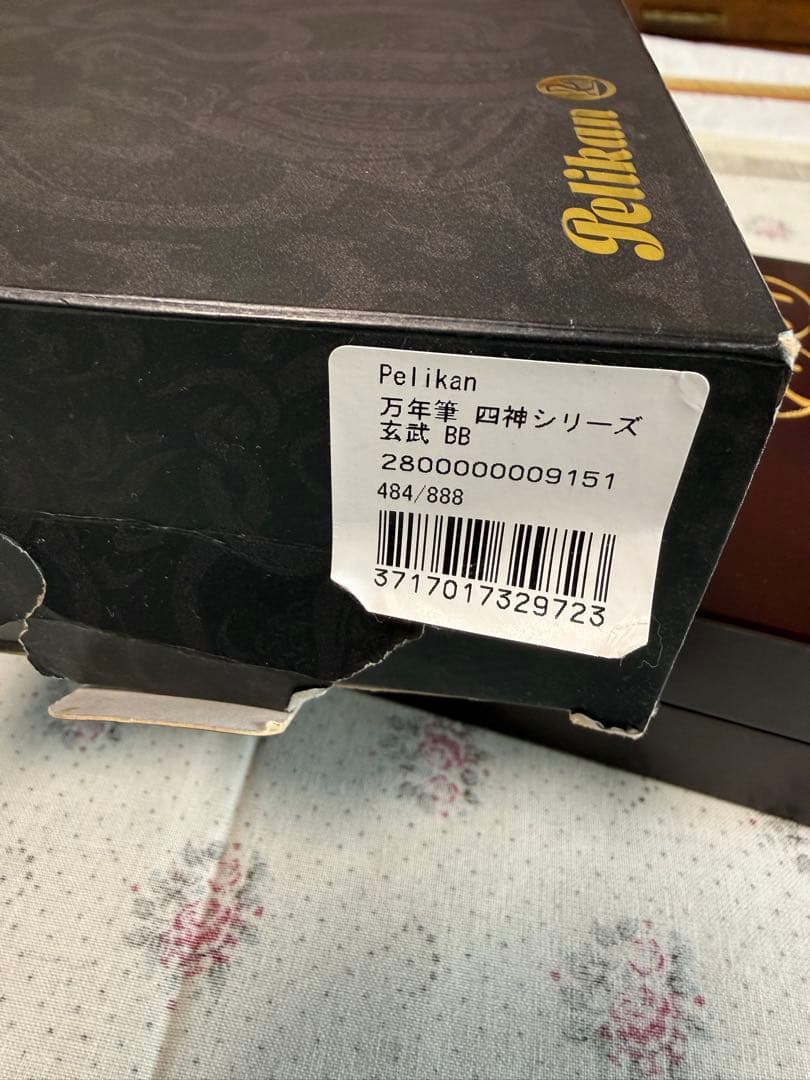 Pelikan
Pelikan
万年筆 四神シリーズ
玄武 BB
2800000009151
484/888
3717017329723